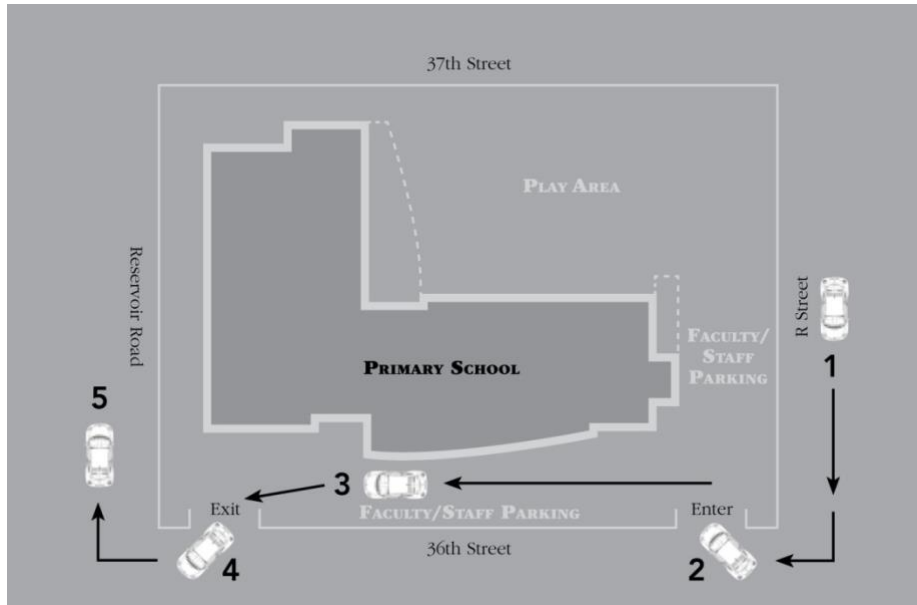 37th Street
PLAY AREA
Reservoir Road
R Street
FACULTY/
STAFF
PARKING
1
PRIMARY SCHOOL
5
3
Exit
FACULTY/STAFF PARKING
Enter
36th Street
4
2